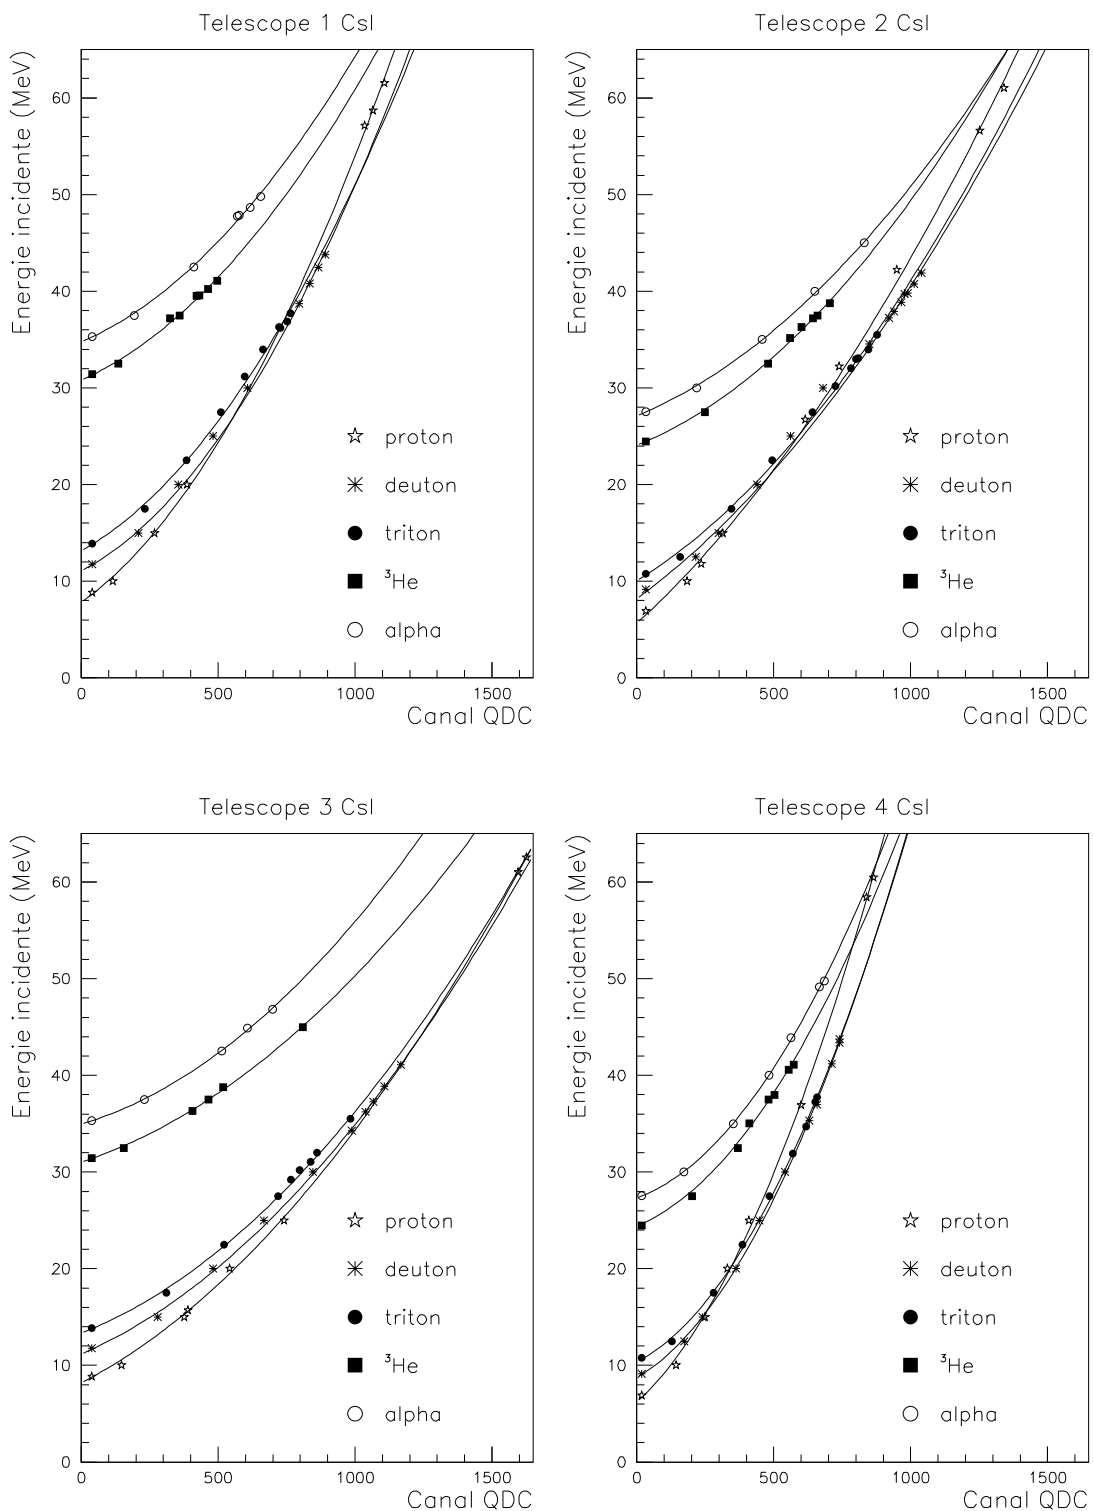 Telescope 1 CsI
Energie incidente (MeV)
60
50
40
30
20
10
0
0 500 1000 1500
Canal QDC
proton
deuton
triton
³He
alpha
Telescope 2 CsI
Energie incidente (MeV)
60
50
40
30
20
10
0
0 500 1000 1500
Canal QDC
proton
deuton
triton
³He
alpha
Telescope 3 CsI
Energie incidente (MeV)
60
50
40
30
20
10
0
0 500 1000 1500
Canal QDC
proton
deuton
triton
³He
alpha
Telescope 4 CsI
Energie incidente (MeV)
60
50
40
30
20
10
0
0 500 1000 1500
Canal QDC
proton
deuton
triton
³He
alpha